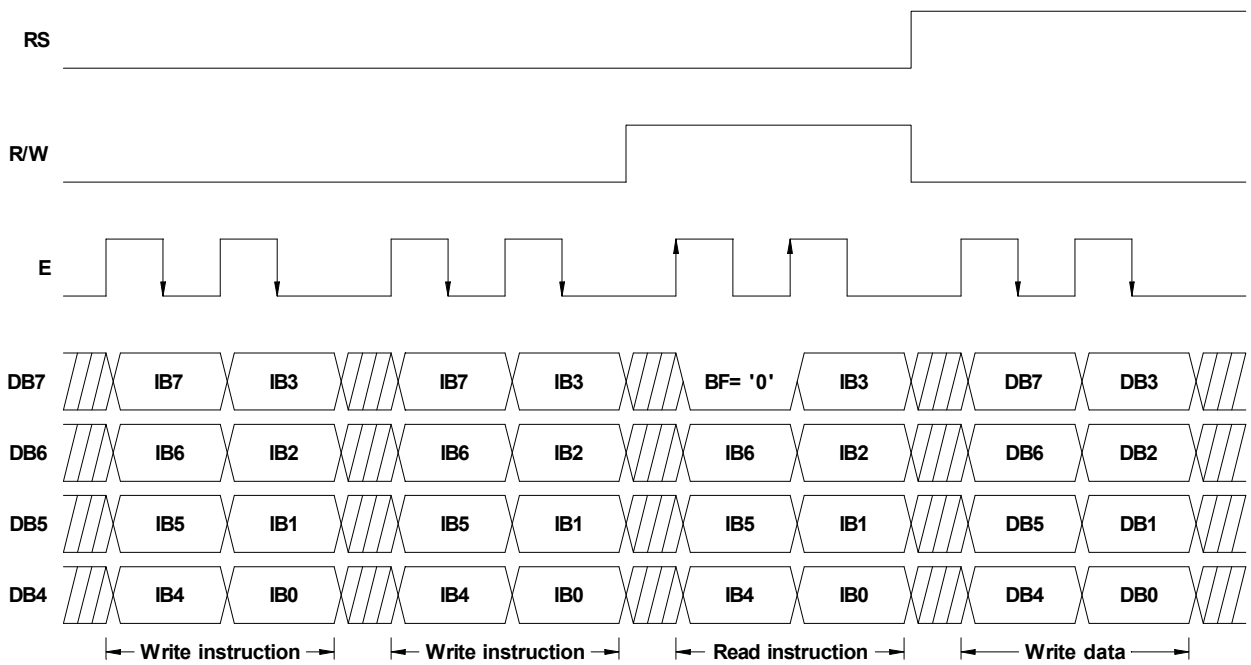 RS
R/W
E
DB7 IB7 IB3 IB7 IB3 BF= '0' IB3 DB7 DB3
DB6 IB6 IB2 IB6 IB2 IB6 IB2 DB6 DB2
DB5 IB5 IB1 IB5 IB1 IB5 IB1 DB5 DB1
DB4 IB4 IB0 IB4 IB0 IB4 IB0 DB4 DB0
Write instruction Write instruction Read instruction Write data